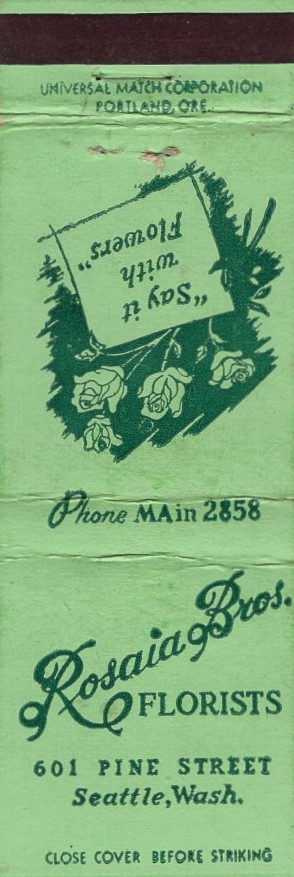 UNIVERSAL MATCH CORPORATION
PORTLAND, ORE.
"Say it
with
Flowers"
Phone MAin 2858
Rosaia Bros.
FLORISTS
601 PINE STREET
Seattle, Wash.
CLOSE COVER BEFORE STRIKING